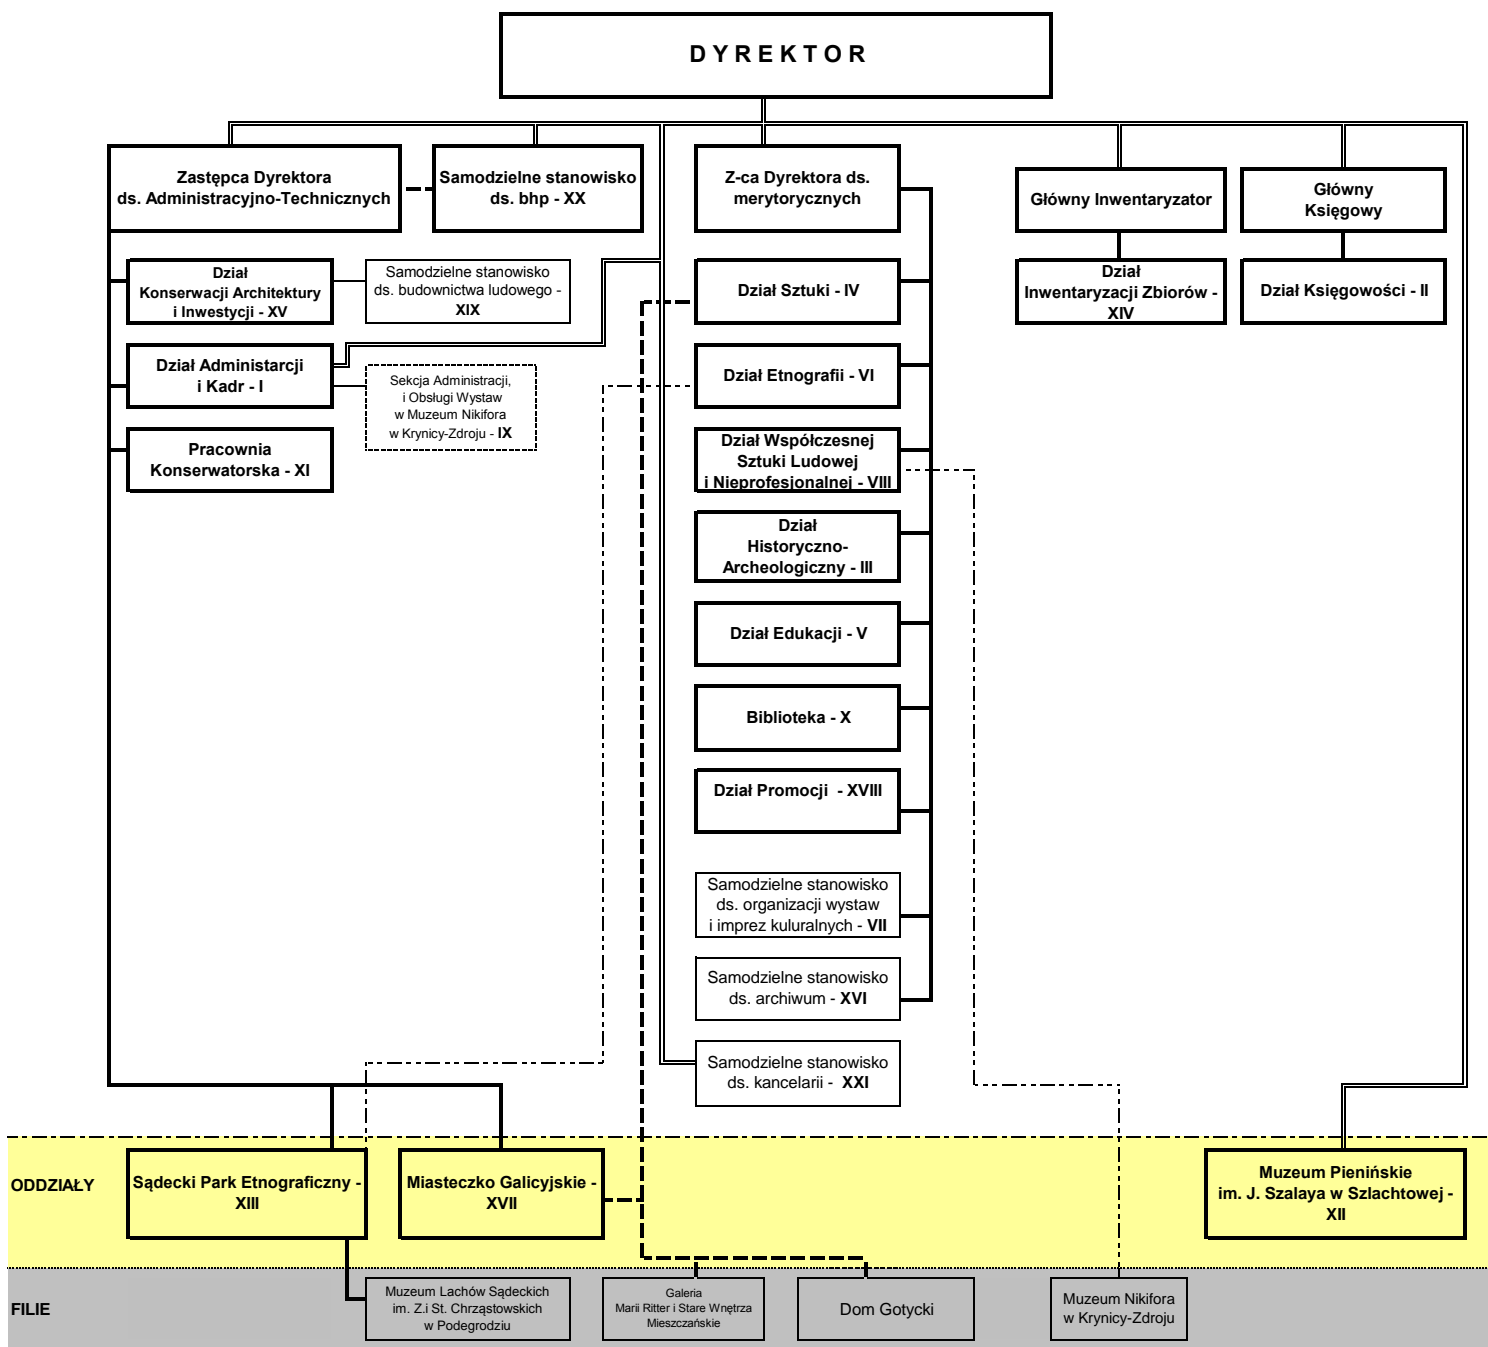 DYREKTOR
Zastępca Dyrektora
ds. Administracyjno-Technicznych
Samodzielne stanowisko
ds. bhp - XX
Z-ca Dyrektora ds.
merytorycznych
Główny Inwentaryzator
Główny
Księgowy
Dział
Konserwacji Architektury
i Inwestycji - XV
Samodzielne stanowisko
ds. budownictwa ludowego -
XIX
Dział Sztuki - IV
Dział
Inwentaryzacji Zbiorów -
XIV
Dział Księgowości - II
Dział Administarcji
i Kadr - I
Sekcja Administracji,
i Obsługi Wystaw
w Muzeum Nikifora
w Krynicy-Zdroju - IX
Dział Etnografii - VI
Pracownia
Konserwatorska - XI
Dział Współczesnej
Sztuki Ludowej
i Nieprofesjonalnej - VIII
Dział
Historyczno-
Archeologiczny - III
Dział Edukacji - V
Biblioteka - X
Dział Promocji - XVIII
Samodzielne stanowisko
ds. organizacji wystaw
i imprez kuluralnych - VII
Samodzielne stanowisko
ds. archiwum - XVI
Samodzielne stanowisko
ds. kancelarii - XXI
ODDZIAŁY
Sądecki Park Etnograficzny -
XIII
Miasteczko Galicyjskie -
XVII
Muzeum Pienińskie
im. J. Szalaya w Szlachtowej -
XII
FILIE
Muzeum Lachów Sądeckich
im. Z.i St. Chrząstowskich
w Podegrodziu
Galeria
Marii Ritter i Stare Wnętrza
Mieszczańskie
Dom Gotycki
Muzeum Nikifora
w Krynicy-Zdroju